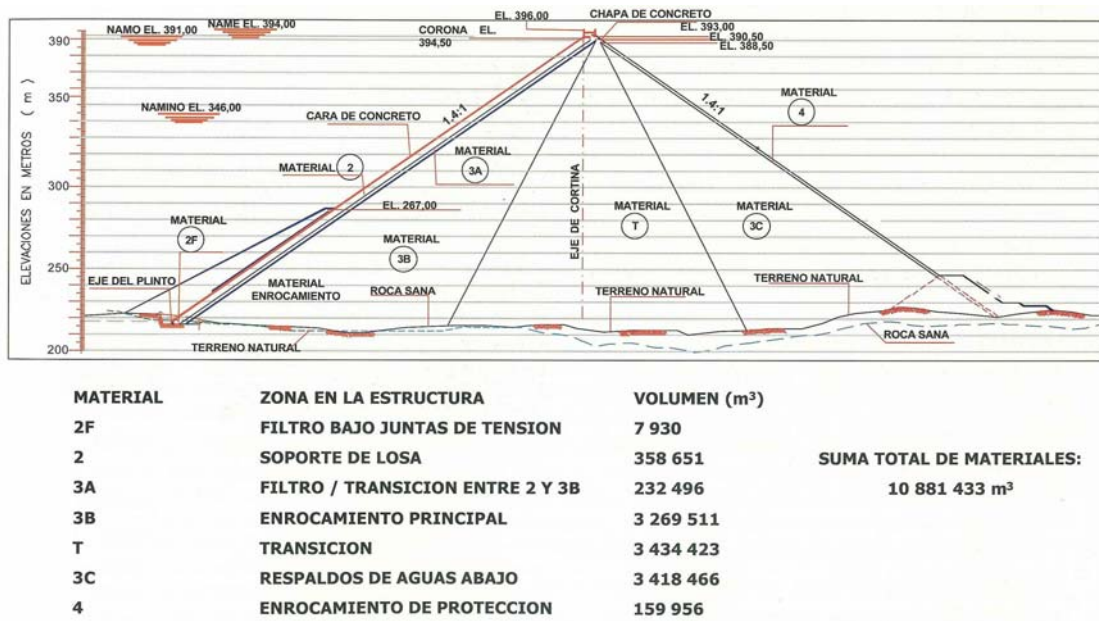 EL. 396,00
CHAPA DE CONCRETO
NAMO EL. 391,00
NAME EL. 394,00
CORONA EL.
394,50
EL. 393,00
EL. 390,50
EL. 388,50
390
350
300
250
200
ELEVACIONES EN METROS ( m )
NAMINO EL. 346,00
CARA DE CONCRETO
1.4:1
1.4:1
MATERIAL
4
MATERIAL 2
MATERIAL
3A
EL. 267,00
MATERIAL
2F
MATERIAL
3B
EJE DE CORTINA
MATERIAL
T
MATERIAL
3C
EJE DEL PLINTO
MATERIAL
ENROCAMIENTO
ROCA SANA
TERRENO NATURAL
TERRENO NATURAL
TERRENO NATURAL
ROCA SANA
MATERIAL ZONA EN LA ESTRUCTURA VOLUMEN (m³)
2F FILTRO BAJO JUNTAS DE TENSION 7 930
2 SOPORTE DE LOSA 358 651 SUMA TOTAL DE MATERIALES:
3A FILTRO / TRANSICION ENTRE 2 Y 3B 232 496 10 881 433 m³
3B ENROCAMIENTO PRINCIPAL 3 269 511
T TRANSICION 3 434 423
3C RESPALDOS DE AGUAS ABAJO 3 418 466
4 ENROCAMIENTO DE PROTECCION 159 956